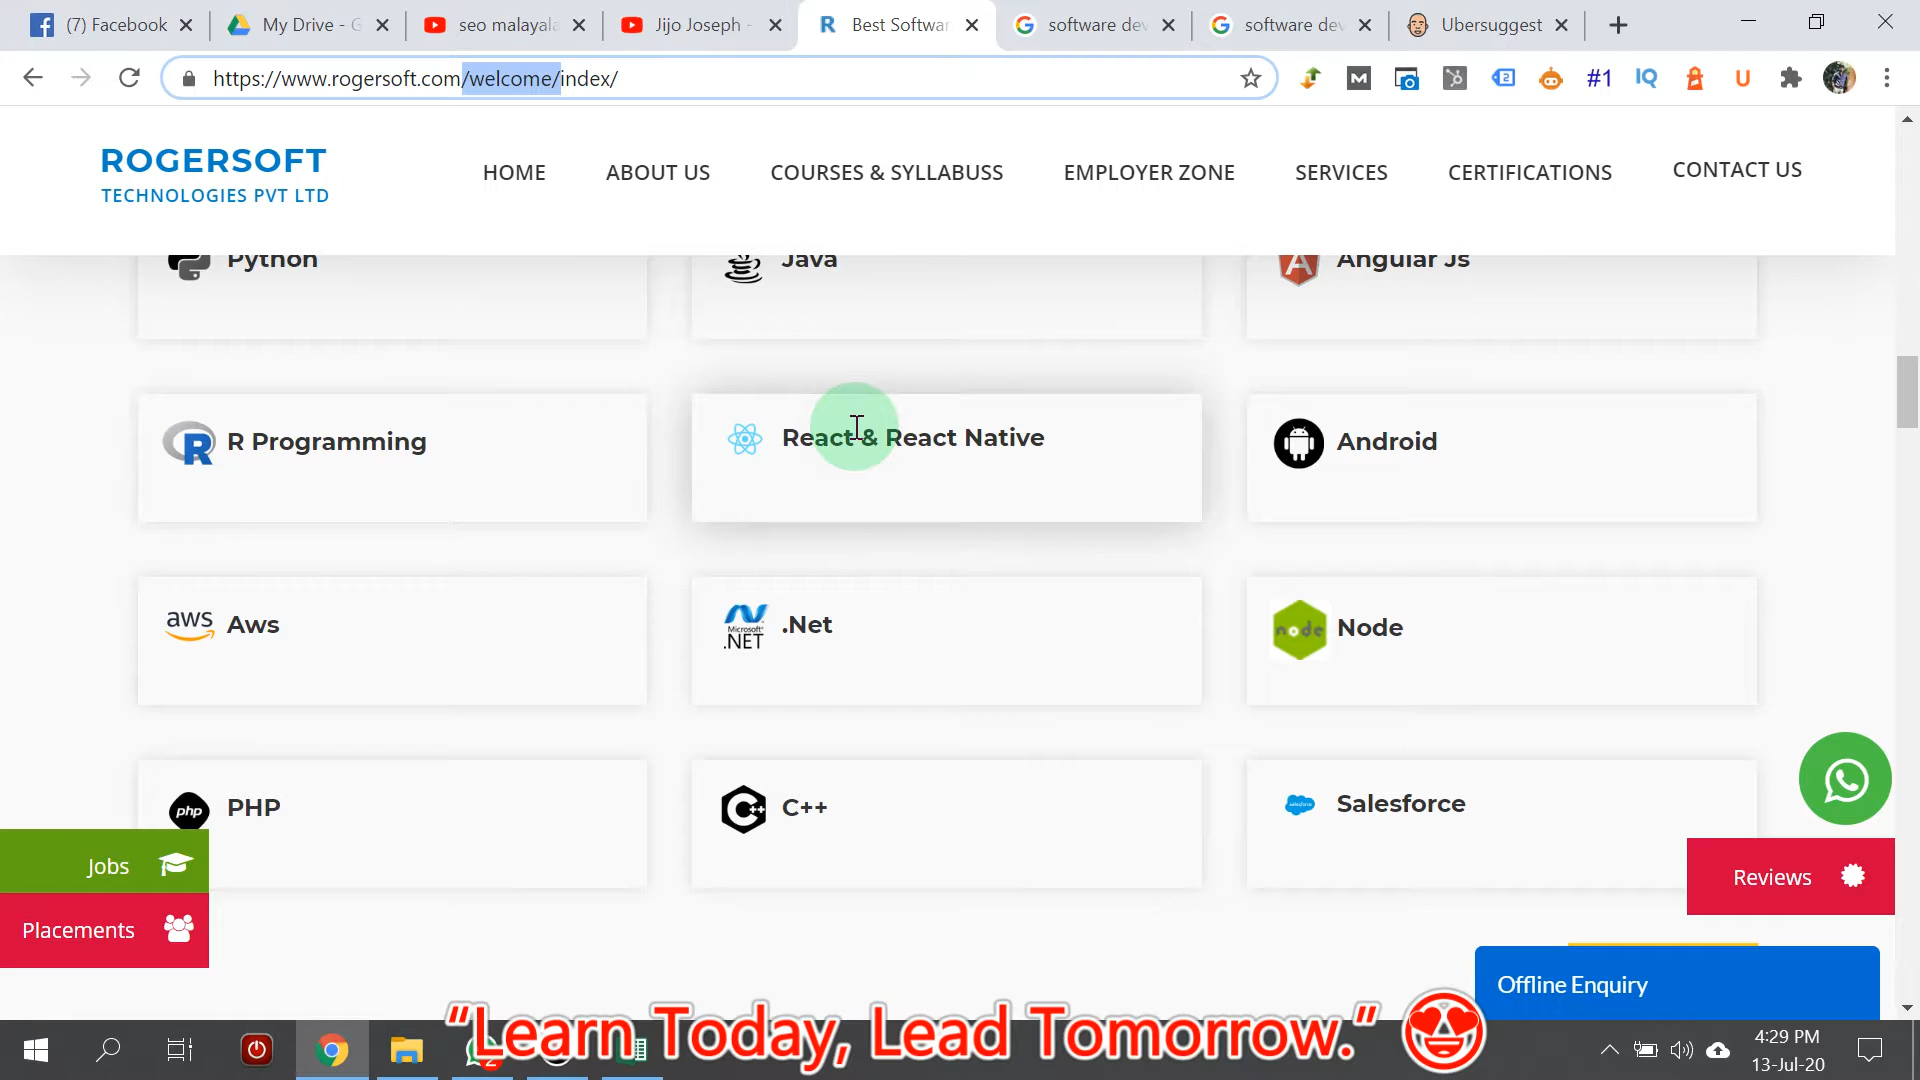 (7) Facebook
My Drive - G
seo malayala
Jijo Joseph -
Best Softwar
software dev
software dev
Ubersuggest
https://www.rogersoft.com/welcome/index/
#1
IQ
U
ROGERSOFT
TECHNOLOGIES PVT LTD
HOME
ABOUT US
COURSES & SYLLABUSS
EMPLOYER ZONE
SERVICES
CERTIFICATIONS
CONTACT US
Python
Java
Angular Js
R Programming
React & React Native
Android
aws
Aws
Microsoft
.NET
.Net
node
Node
php
PHP
C++
Salesforce
Jobs
Placements
Reviews
Offline Enquiry
“Learn Today, Lead Tomorrow.”
4:29 PM
13-Jul-20